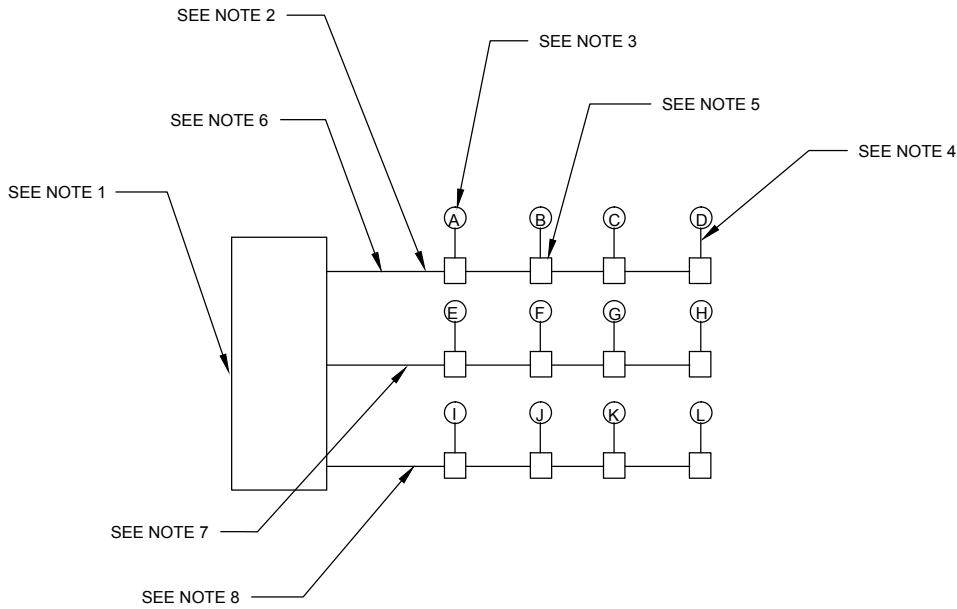 SEE NOTE 2
SEE NOTE 3
SEE NOTE 5
SEE NOTE 6
SEE NOTE 4
SEE NOTE 1
A B C D
E F G H
I J K L
SEE NOTE 7
SEE NOTE 8